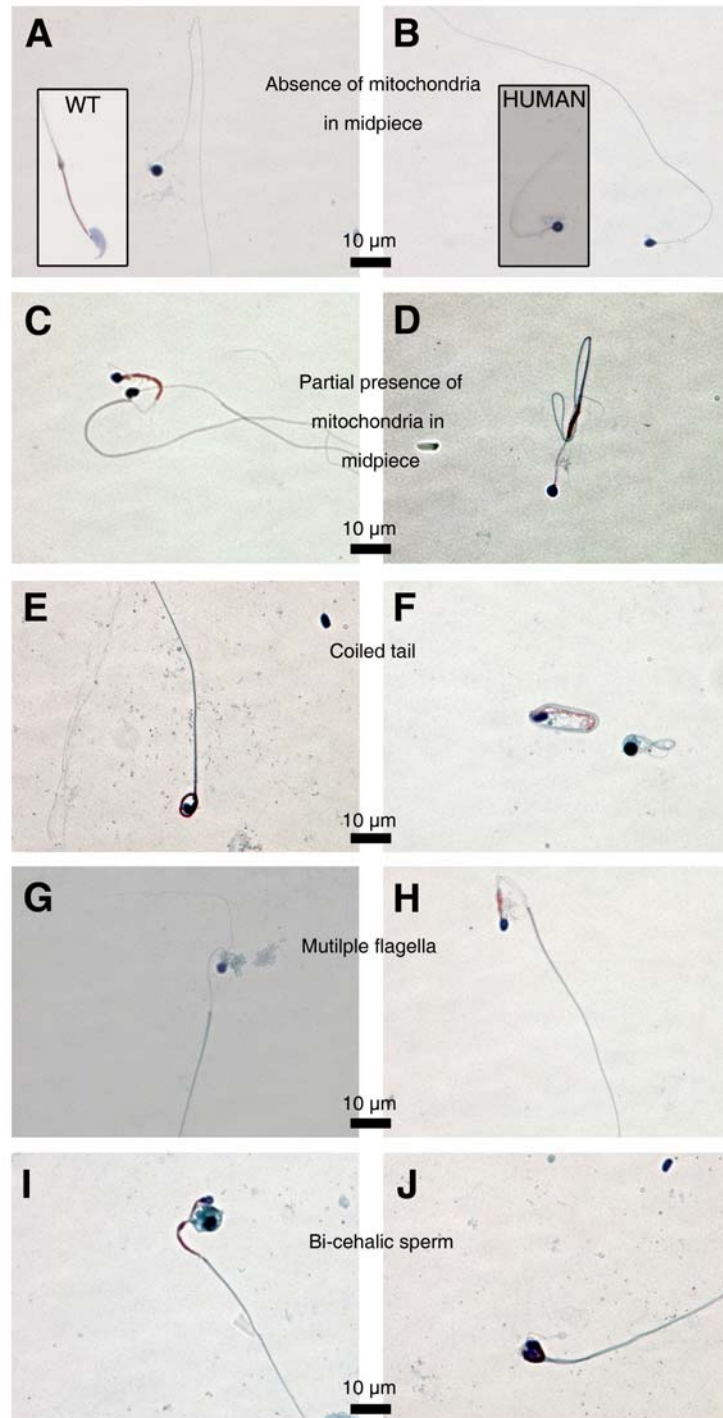 A
B
WT
HUMAN
Absence of mitochondria
in midpiece
10 µm
C
D
Partial presence of
mitochondria in
midpiece
10 µm
E
F
Coiled tail
10 µm
G
H
Mutilple flagella
10 µm
I
J
Bi-cehalic sperm
10 µm